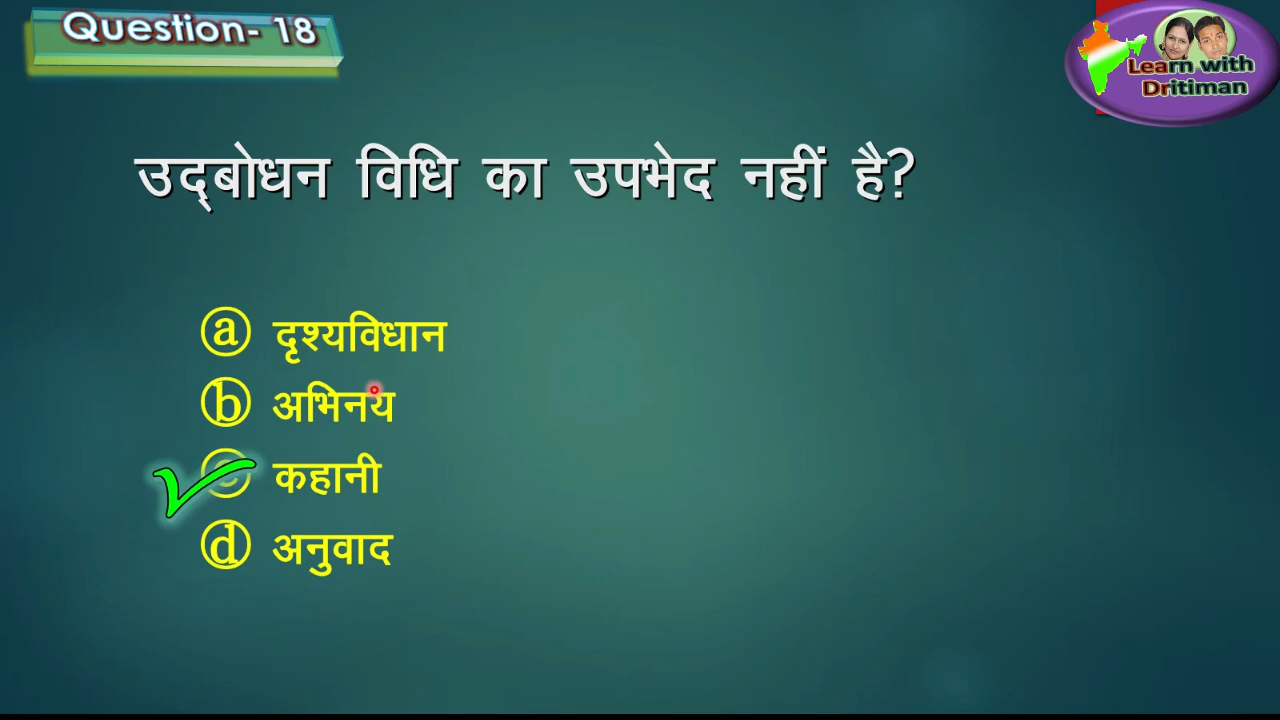 Question- 18
Learn with
Dritiman
उद्‌बोधन विधि का उपभेद नहीं है?
ⓐ दृश्यविधान
ⓑ अभिनय
ⓒ कहानी
ⓓ अनुवाद